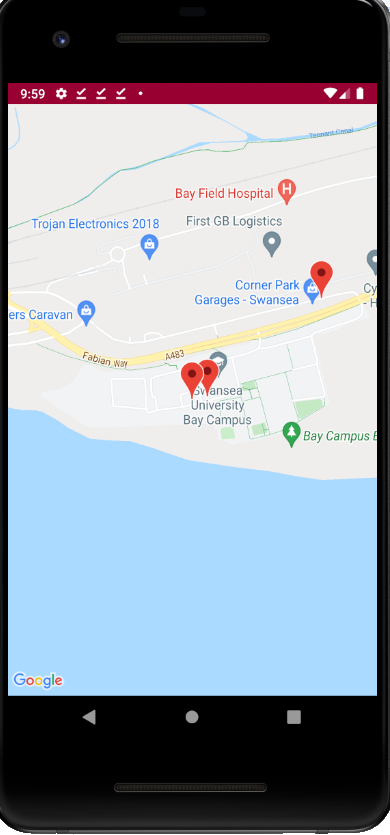 9:59
Tennant Canal
Bay Field Hospital
H
Trojan Electronics 2018
First GB Logistics
Corner Park
Garages - Swansea
Cy
- H
ers Caravan
Fabian Way
A483
Swansea
University
Bay Campus
Bay Campus B
Google